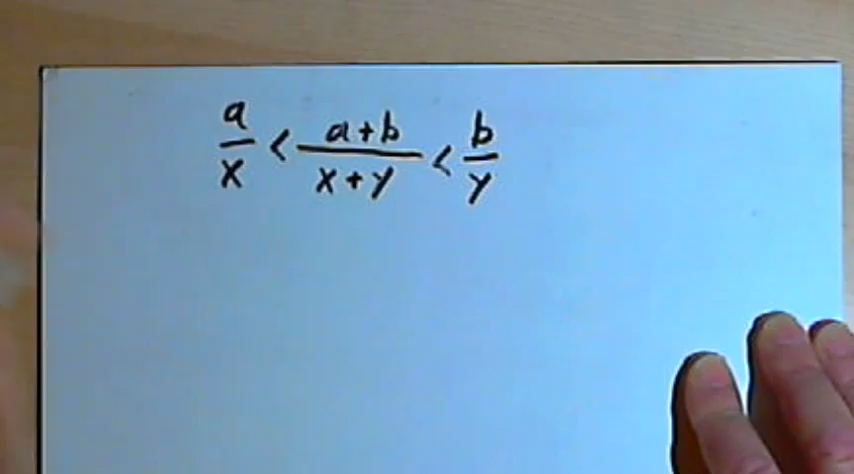 a/x < (a+b)/(x+y) < b/y